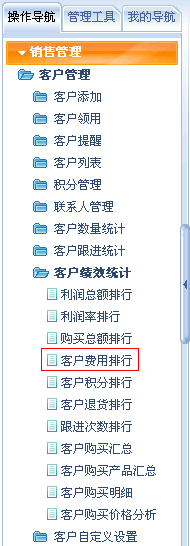 操作导航 管理工具 我的导航
销售管理
客户管理
客户添加
客户领用
客户提醒
客户列表
积分管理
联系人管理
客户数量统计
客户跟进统计
客户绩效统计
利润总额排行
利润率排行
购买总额排行
客户费用排行
客户积分排行
客户退货排行
跟进次数排行
客户购买汇总
客户购买产品汇总
客户购买明细
客户购买价格分析
客户自定义设置